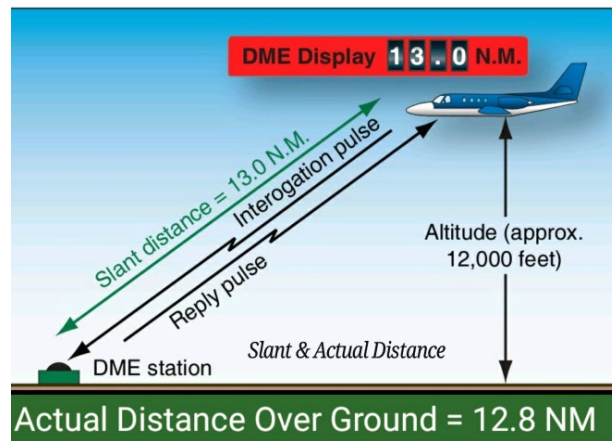 DME Display 13.0 N.M.
Slant distance = 13.0 N.M.
Interogation pulse
Reply pulse
Altitude (approx.
12,000 feet)
Slant & Actual Distance
DME station
Actual Distance Over Ground = 12.8 NM